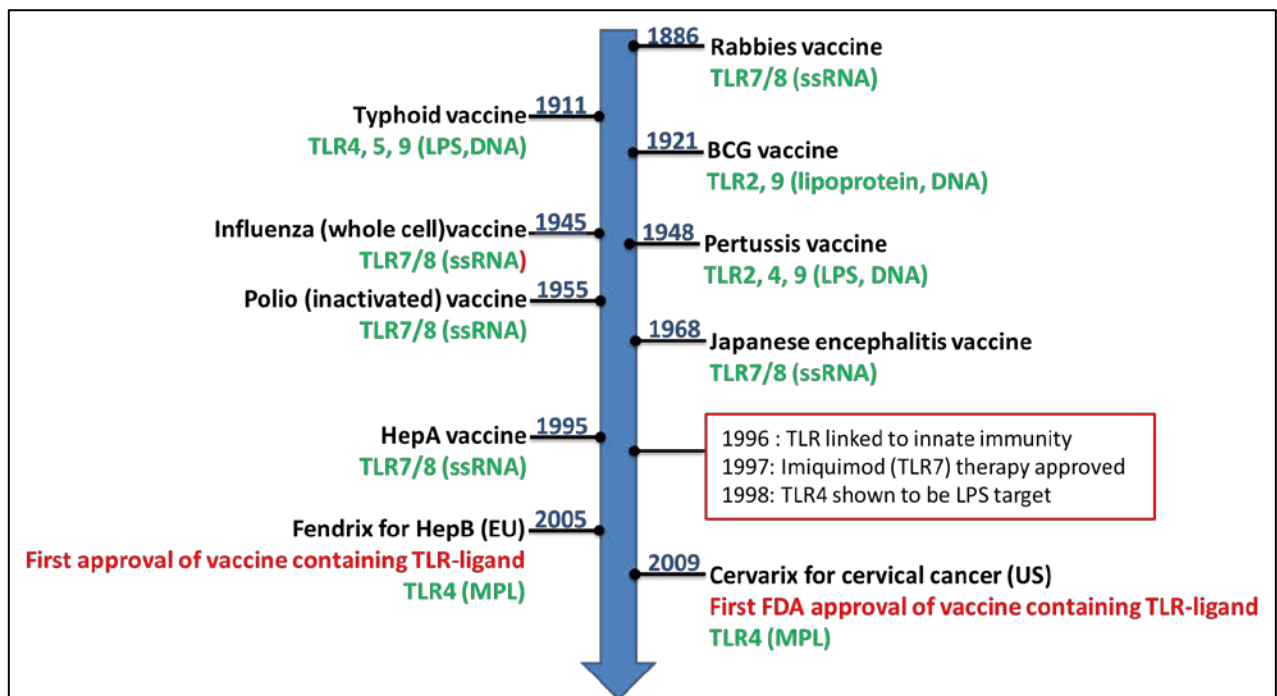 1886
Rabbies vaccine
TLR7/8 (ssRNA)
1911
Typhoid vaccine
TLR4, 5, 9 (LPS,DNA)
1921
BCG vaccine
TLR2, 9 (lipoprotein, DNA)
1945
Influenza (whole cell)vaccine
TLR7/8 (ssRNA)
1948
Pertussis vaccine
TLR2, 4, 9 (LPS, DNA)
1955
Polio (inactivated) vaccine
TLR7/8 (ssRNA)
1968
Japanese encephalitis vaccine
TLR7/8 (ssRNA)
1995
HepA vaccine
TLR7/8 (ssRNA)
1996 : TLR linked to innate immunity
1997: Imiquimod (TLR7) therapy approved
1998: TLR4 shown to be LPS target
2005
Fendrix for HepB (EU)
First approval of vaccine containing TLR-ligand
TLR4 (MPL)
2009
Cervarix for cervical cancer (US)
First FDA approval of vaccine containing TLR-ligand
TLR4 (MPL)